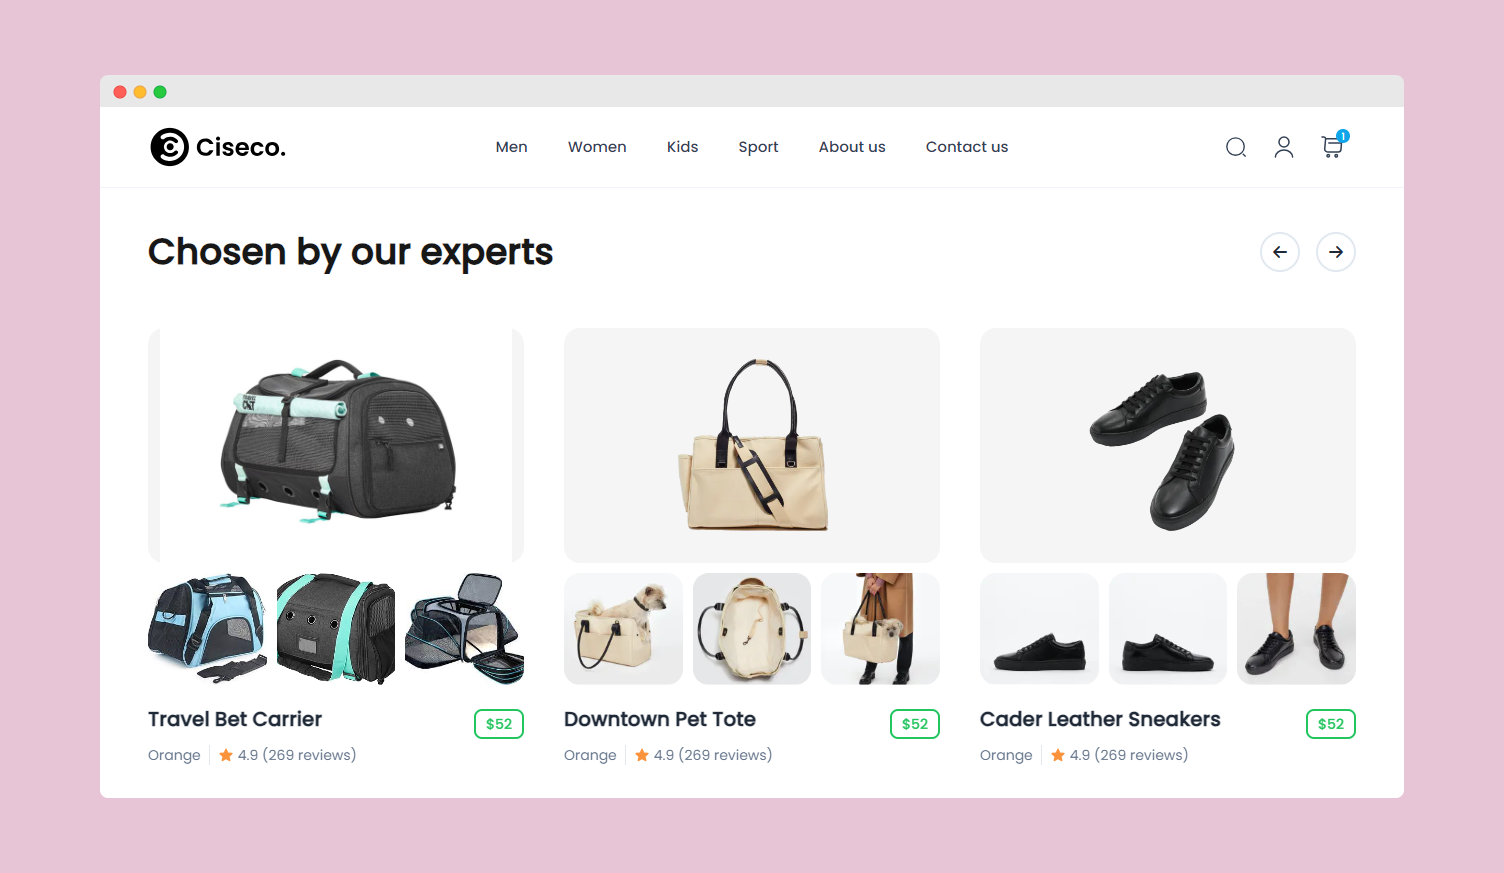 Ciseco.
Men Women Kids Sport About us Contact us
1
Chosen by our experts
TRAVEL
CAT
Travel Bet Carrier $52
Orange 4.9 (269 reviews)
Downtown Pet Tote $52
Orange 4.9 (269 reviews)
Cader Leather Sneakers $52
Orange 4.9 (269 reviews)